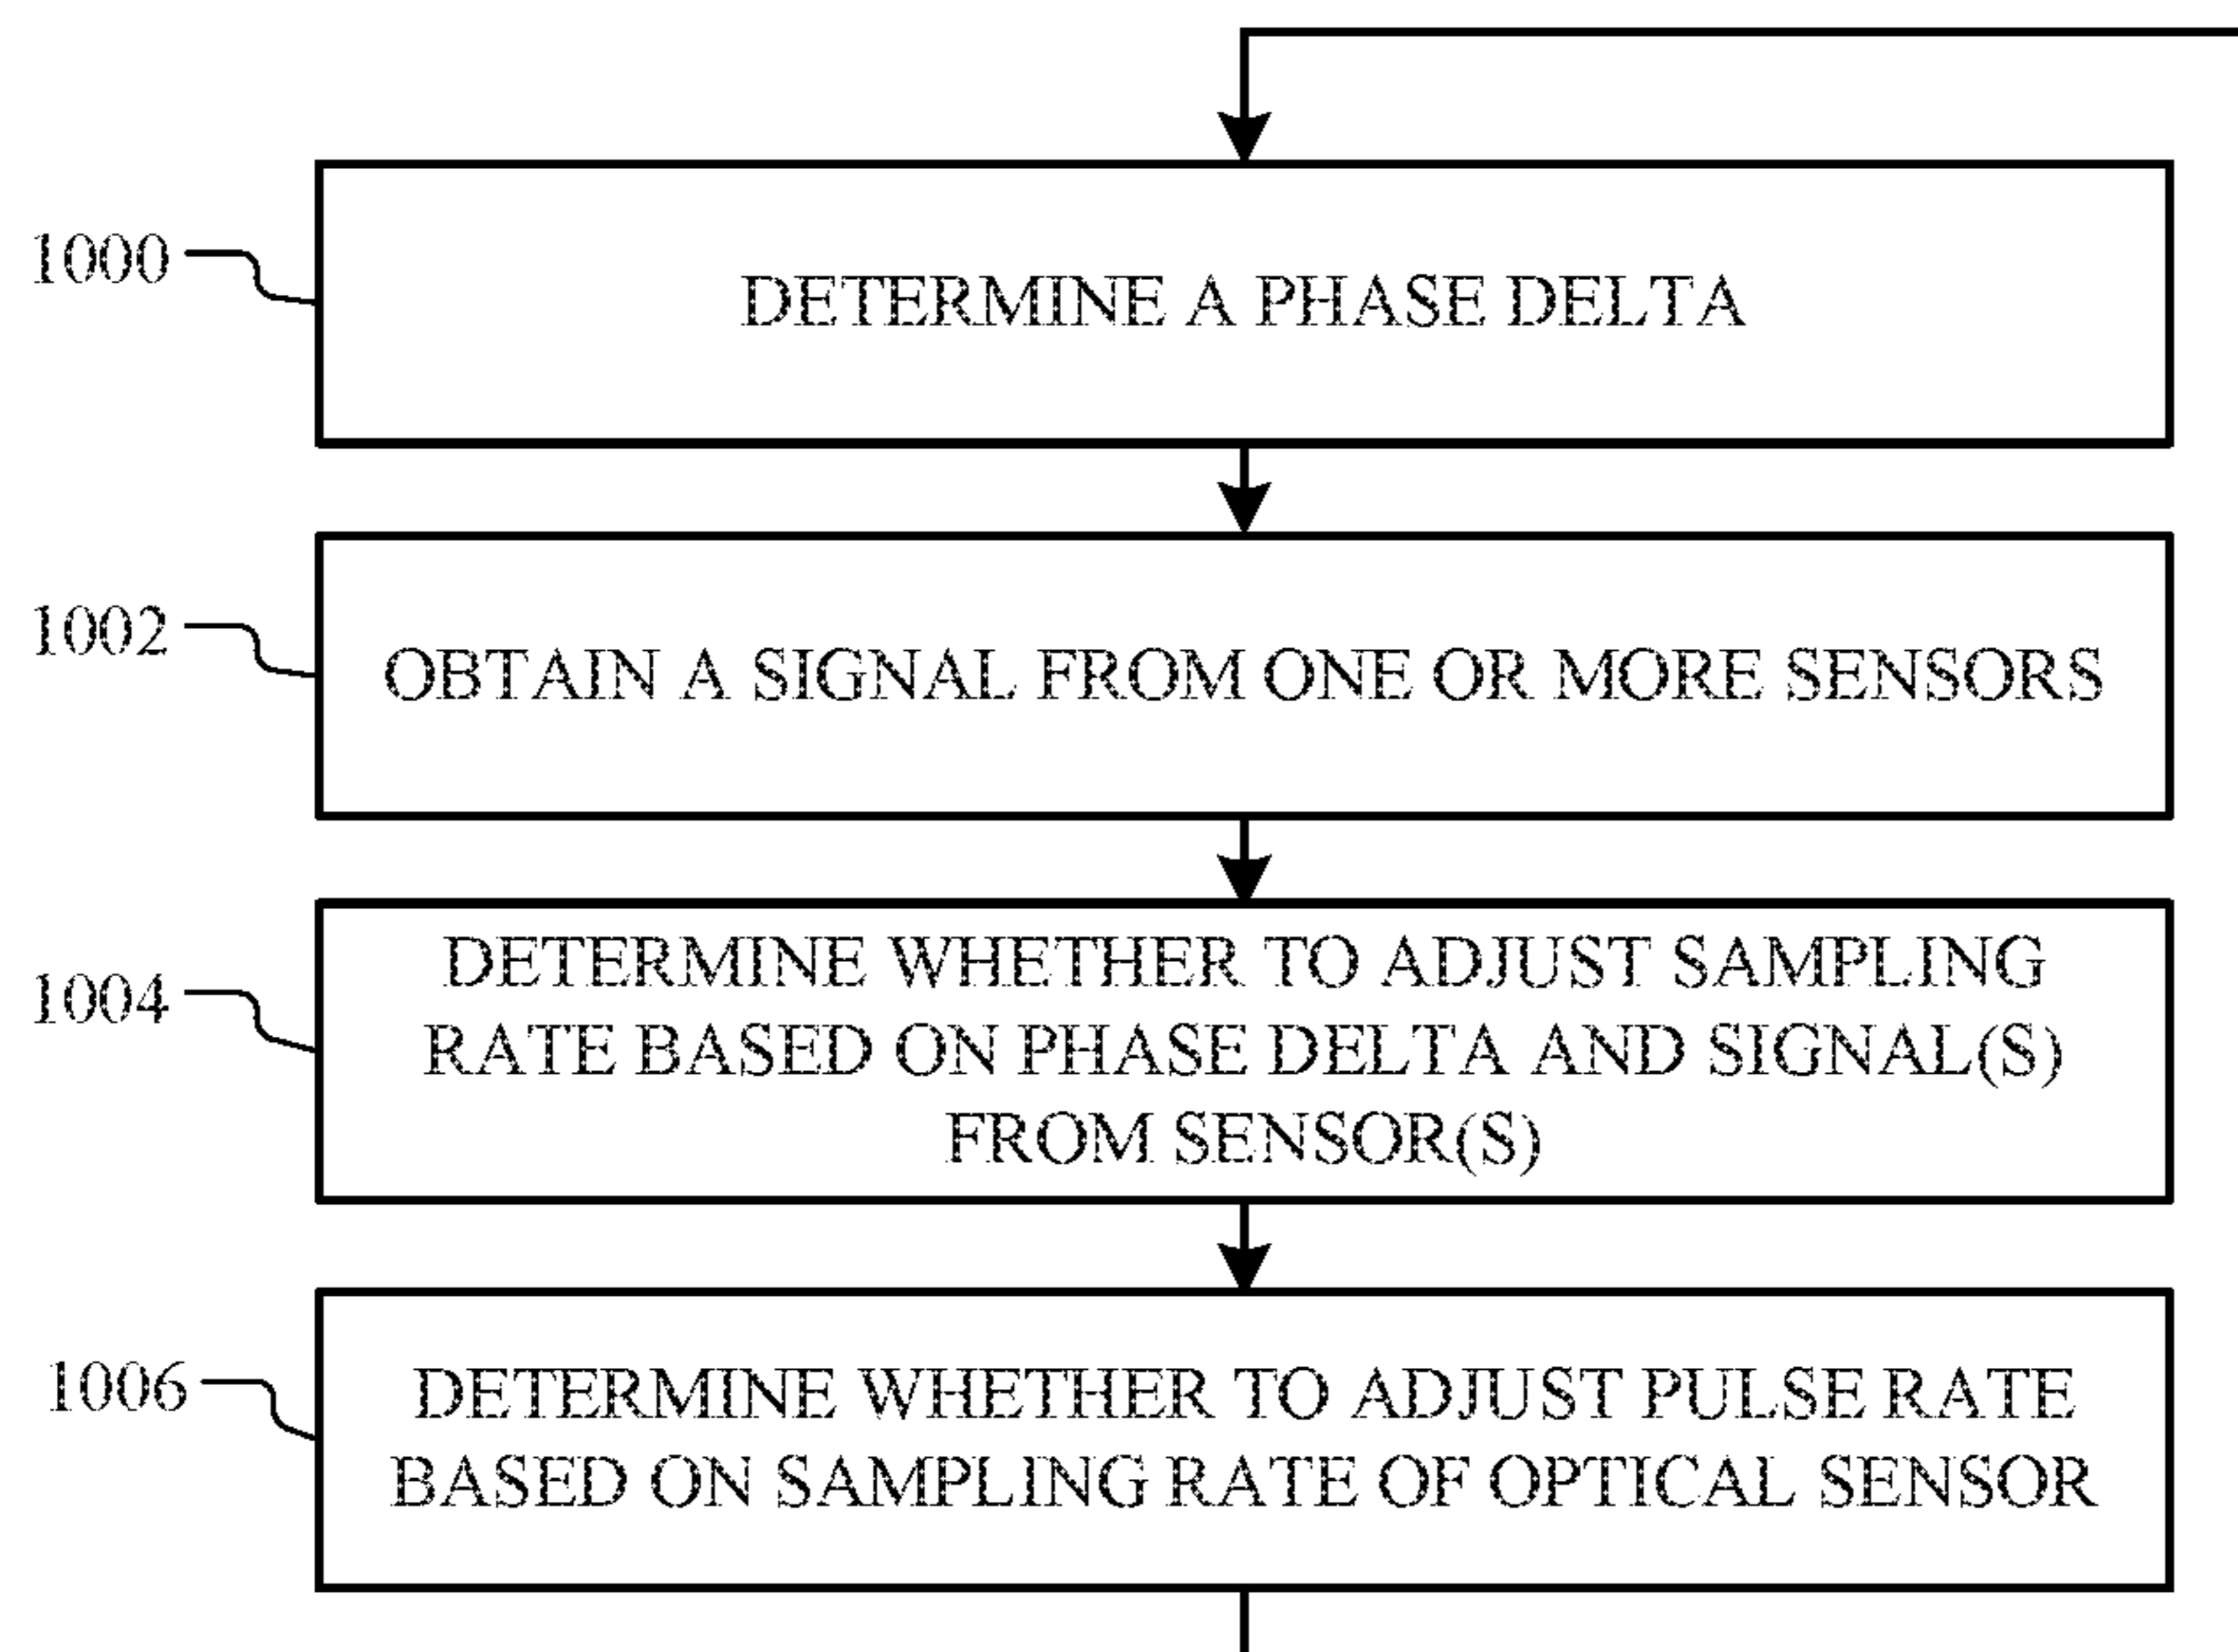 1000
DETERMINE A PHASE DELTA
1002
OBTAIN A SIGNAL FROM ONE OR MORE SENSORS
1004
DETERMINE WHETHER TO ADJUST SAMPLING
RATE BASED ON PHASE DELTA AND SIGNAL(S)
FROM SENSOR(S)
1006
DETERMINE WHETHER TO ADJUST PULSE RATE
BASED ON SAMPLING RATE OF OPTICAL SENSOR